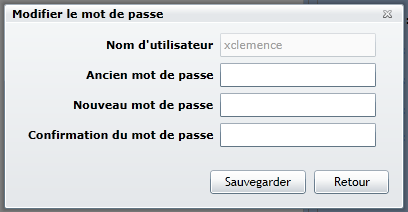 Modifier le mot de passe
Nom d'utilisateur xclemence
Ancien mot de passe
Nouveau mot de passe
Confirmation du mot de passe
Sauvegarder Retour